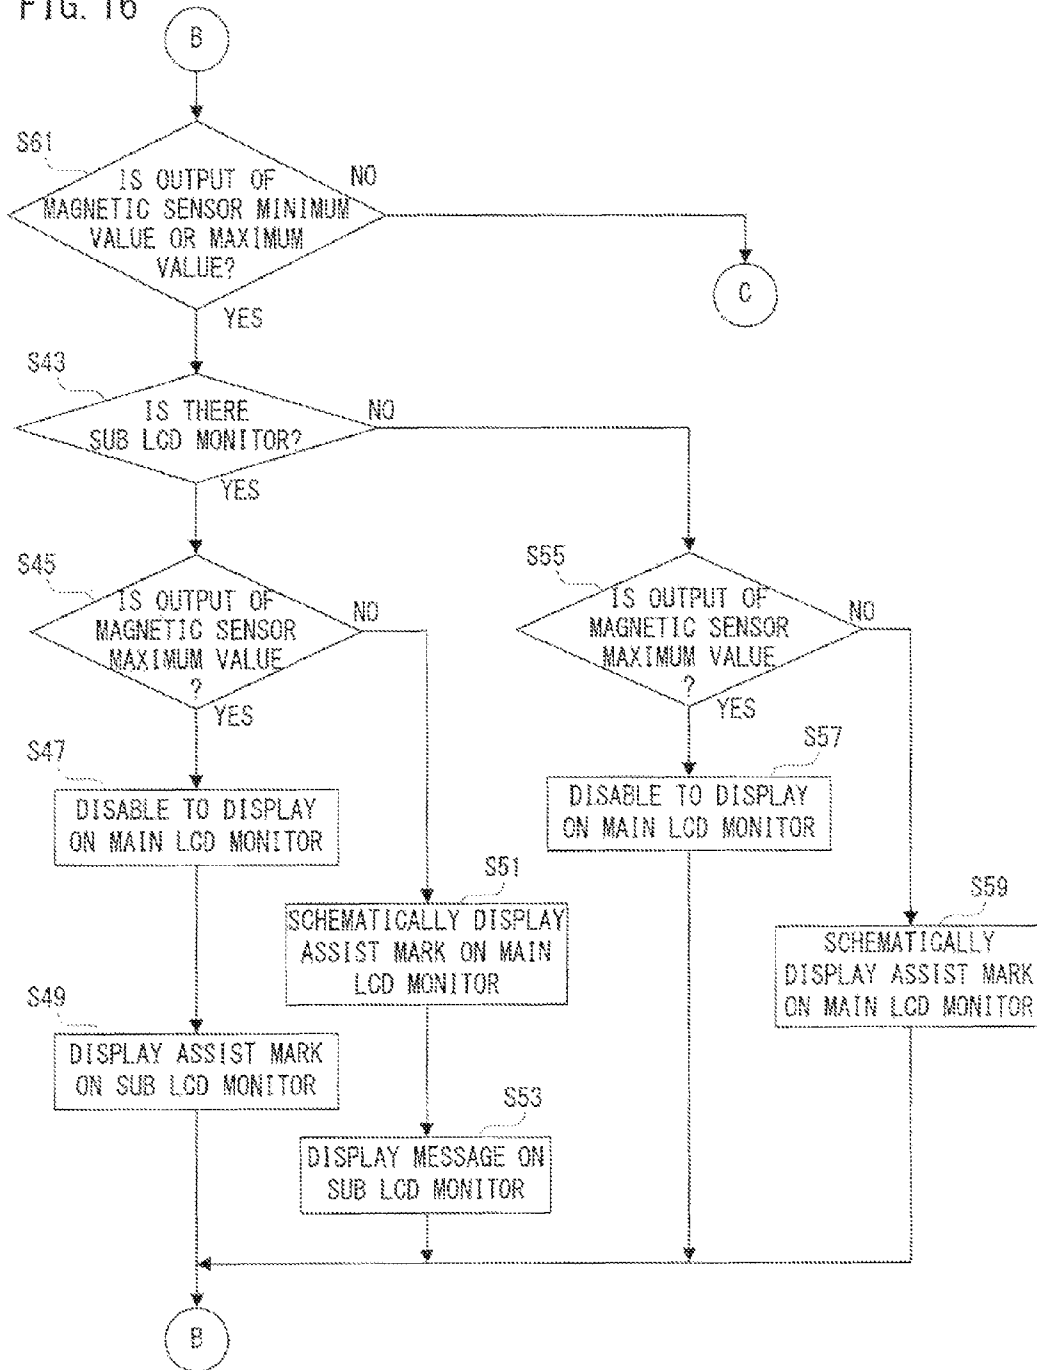 FIG. 16
B
S61
IS OUTPUT OF
MAGNETIC SENSOR MINIMUM
VALUE OR MAXIMUM
VALUE?
NO
C
YES
S43
IS THERE
SUB LCD MONITOR?
NO
YES
S45
IS OUTPUT OF
MAGNETIC SENSOR
MAXIMUM VALUE
?
NO
YES
S55
IS OUTPUT OF
MAGNETIC SENSOR
MAXIMUM VALUE
?
NO
YES
S47
DISABLE TO DISPLAY
ON MAIN LCD MONITOR
S57
DISABLE TO DISPLAY
ON MAIN LCD MONITOR
S51
SCHEMATICALLY DISPLAY
ASSIST MARK ON MAIN
LCD MONITOR
S59
SCHEMATICALLY
DISPLAY ASSIST MARK
ON MAIN LCD MONITOR
S49
DISPLAY ASSIST MARK
ON SUB LCD MONITOR
S53
DISPLAY MESSAGE ON
SUB LCD MONITOR
B